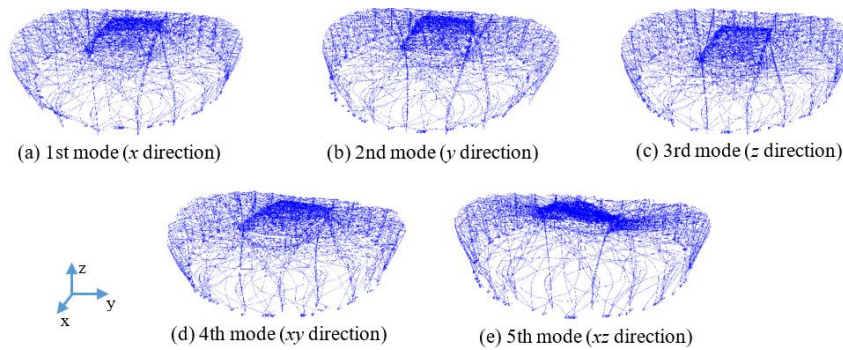 (a) 1st mode (x direction)
(b) 2nd mode (y direction)
(c) 3rd mode (z direction)
z
y
x
(d) 4th mode (xy direction)
(e) 5th mode (xz direction)